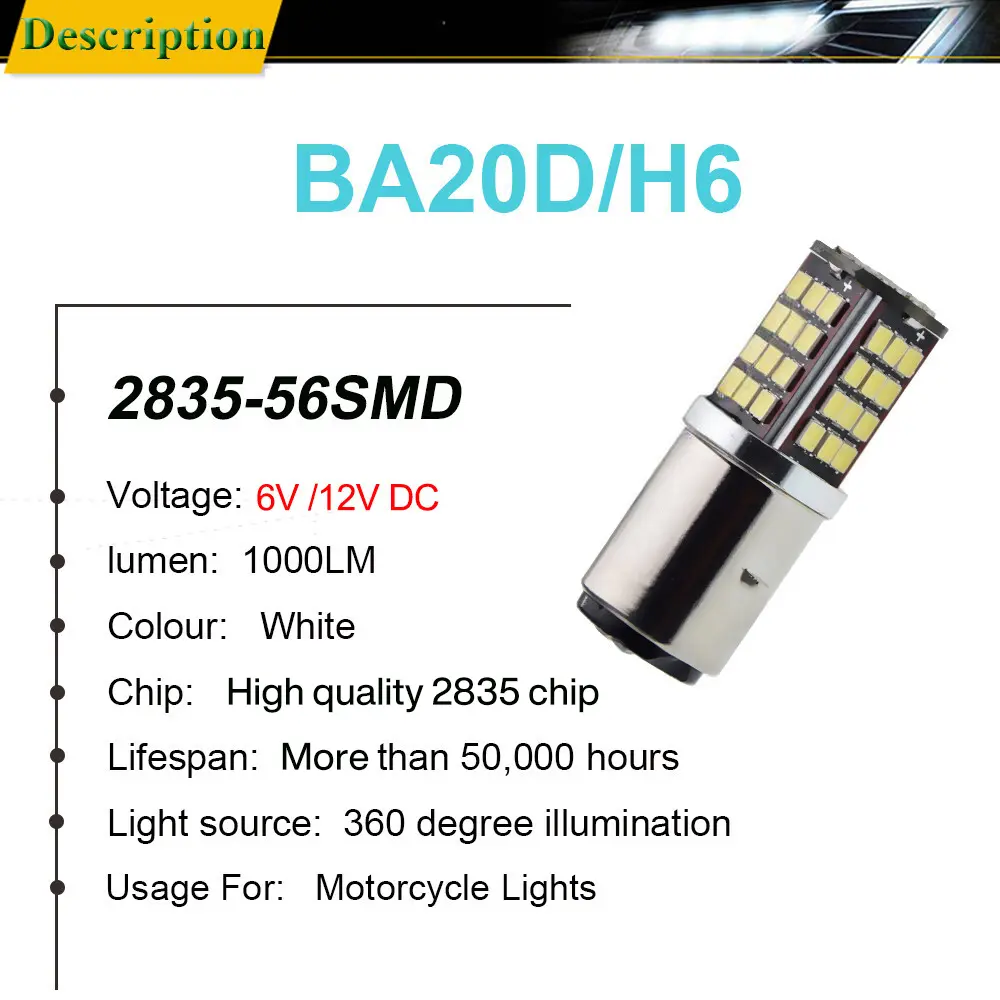 Description
BA20D/H6
2835-56SMD
Voltage: 6V /12V DC
lumen: 1000LM
Colour: White
Chip: High quality 2835 chip
Lifespan: More than 50,000 hours
Light source: 360 degree illumination
Usage For: Motorcycle Lights
+
+